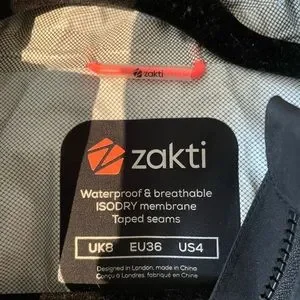 zakti
zakti
Waterproof & breathable
ISODRY membrane
Taped seams
UK8 EU36 US4
Designed in London, made in China
Conçu à Londres, fabriqué en Chine